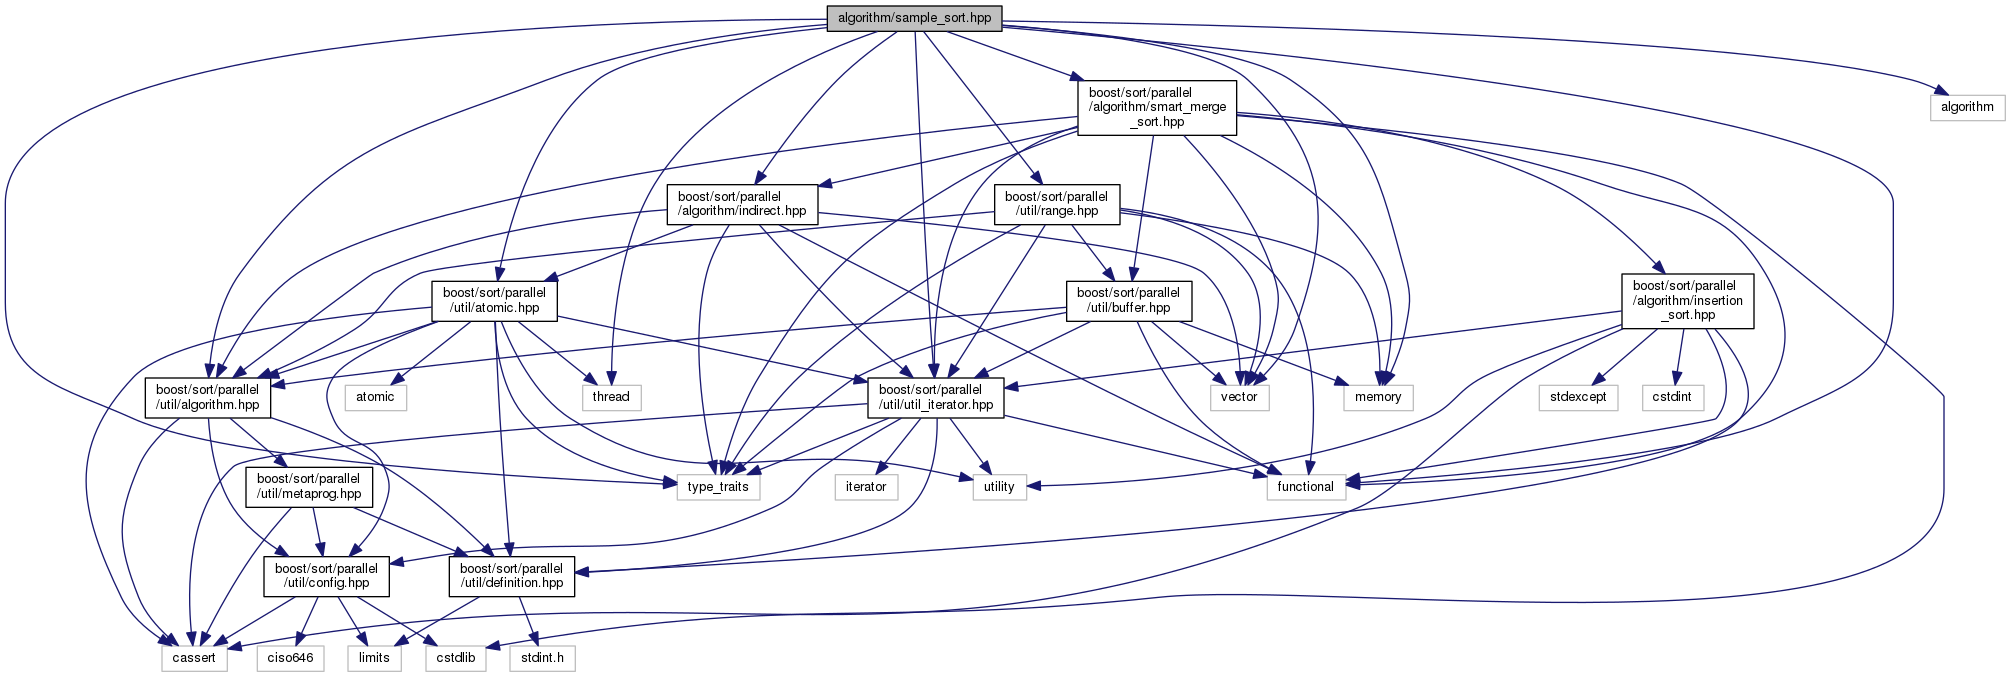 algorithm/sample_sort.hpp
boost/sort/parallel
/algorithm/smart_merge
_sort.hpp
algorithm
boost/sort/parallel
/algorithm/indirect.hpp
boost/sort/parallel
/util/range.hpp
boost/sort/parallel
/util/atomic.hpp
boost/sort/parallel
/util/buffer.hpp
boost/sort/parallel
/algorithm/insertion
_sort.hpp
boost/sort/parallel
/util/algorithm.hpp
atomic
thread
boost/sort/parallel
/util/util_iterator.hpp
vector
memory
stdexcept
cstdint
boost/sort/parallel
/util/metaprog.hpp
type_traits
iterator
utility
functional
boost/sort/parallel
/util/config.hpp
boost/sort/parallel
/util/definition.hpp
cassert
ciso646
limits
cstdlib
stdint.h